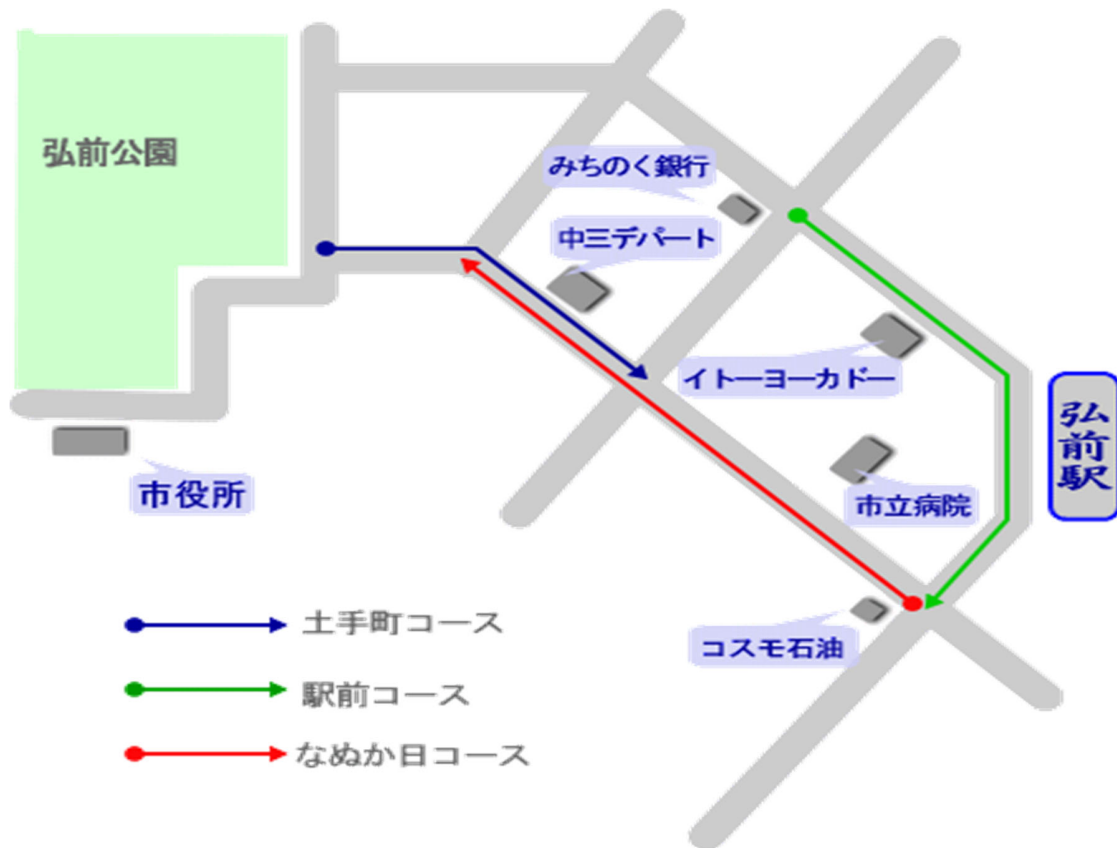 弘前公園
みちのく銀行
中三デパート
イトーヨーカドー
弘前駅
市役所
市立病院
コスモ石油
土手町コース
駅前コース
なぬか日コース